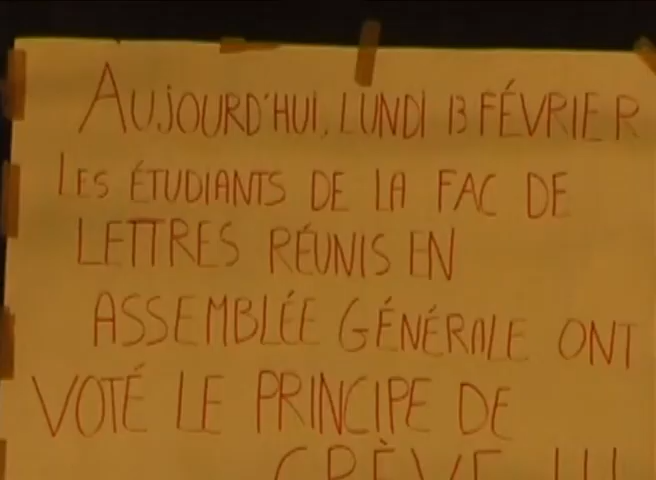 AUJOURD'HUI, LUNDI 13 FÉVRIER
LES ÉTUDIANTS DE LA FAC DE
LETTRES RÉUNIS EN
ASSEMBLÉE GÉNÉRALE ONT
VOTÉ LE PRINCIPE DE
GRÈVE !!!